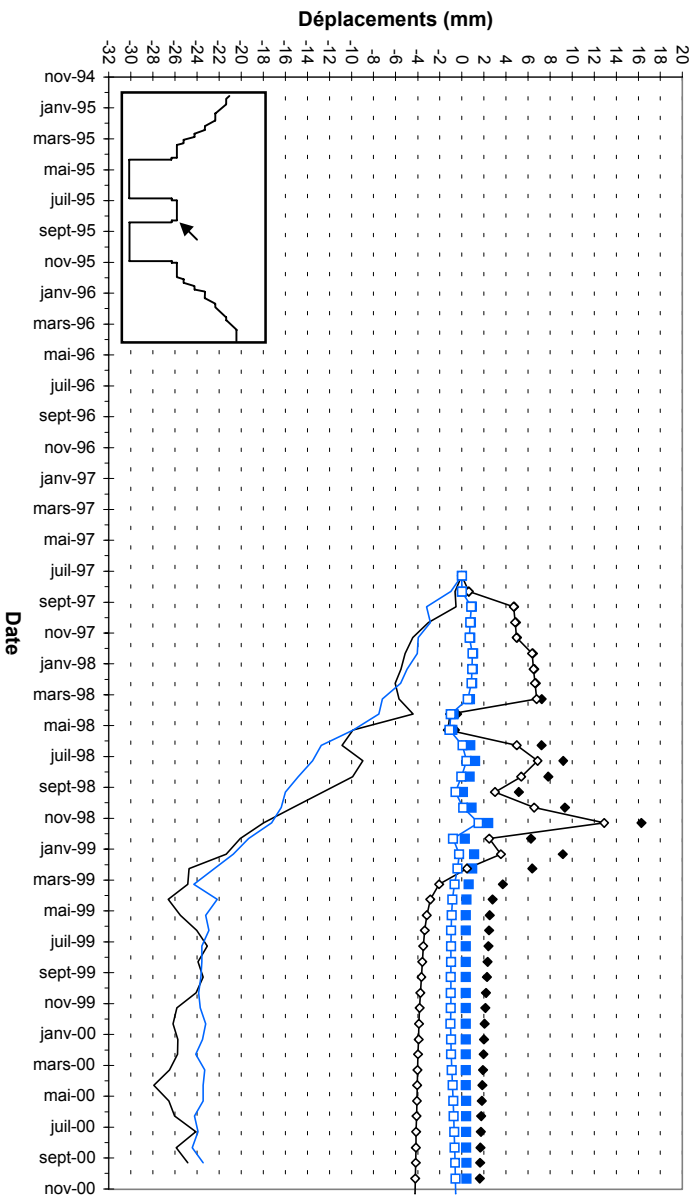 Déplacements (mm)
-32 -30 -28 -26 -24 -22 -20 -18 -16 -14 -12 -10 -8 -6 -4 -2 0 2 4 6 8 10 12 14 16 18 20
nov-94
janv-95
mars-95
mai-95
juil-95
sept-95
nov-95
janv-96
mars-96
mai-96
juil-96
sept-96
nov-96
janv-97
mars-97
mai-97
juil-97
sept-97
nov-97
janv-98
mars-98
mai-98
juil-98
sept-98
nov-98
janv-99
mars-99
mai-99
juil-99
sept-99
nov-99
janv-00
mars-00
mai-00
juil-00
sept-00
nov-00
Date